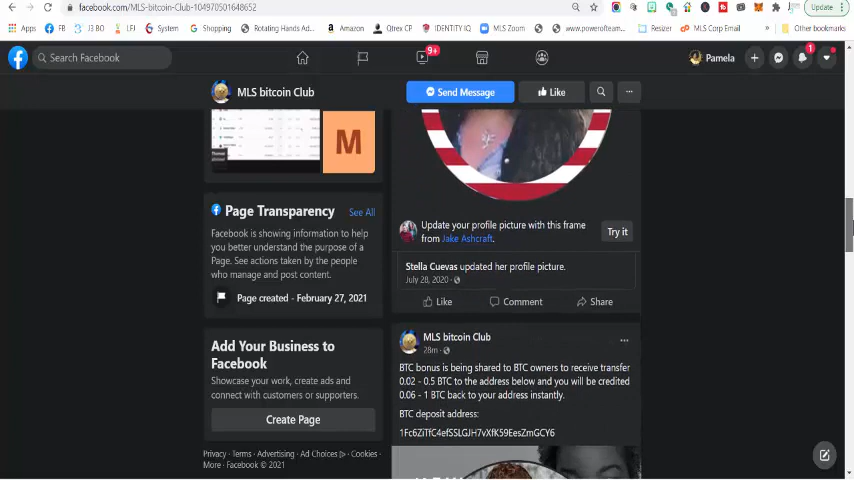 facebook.com/MLS-bitcoin-Club-104970501648652
Update
Apps
FB
J3 BO
LFJ
System
Shopping
Rotating Hands Ad...
Amazon
Qtrex CP
IDENTITY IQ
MLS Zoum
www.powerofteam...
Resizer
MLS Corp Email
Other bookmarks
Search Facebook
9+
Pamela
1
MLS bitcoin Club
Send Message
Like
M
Page Transparency
See All
Facebook is showing information to help
you better understand the purpose of a
Page. See actions taken by the people
who manage and post content.
Page created - February 27, 2021
Add Your Business to
Facebook
Showcase your work, create ads and
connect with customers or supporters.
Create Page
Privacy · Terms · Advertising · Ad Choices · Cookies ·
More · Facebook © 2021
Update your profile picture with this frame
from Jake Ashcraft.
Try it
Stella Cuevas updated her profile picture.
July 28, 2020 ·
Like
Comment
Share
MLS bitcoin Club
28m ·
BTC bonus is being shared to BTC owners to receive transfer
0.02 - 0.5 BTC to the address below and you will be credited
0.06 - 1 BTC back to your address instantly.
BTC deposit address:
1Fc6ZiTfC4efSSLGJH7vXfK59EesZmGCY6